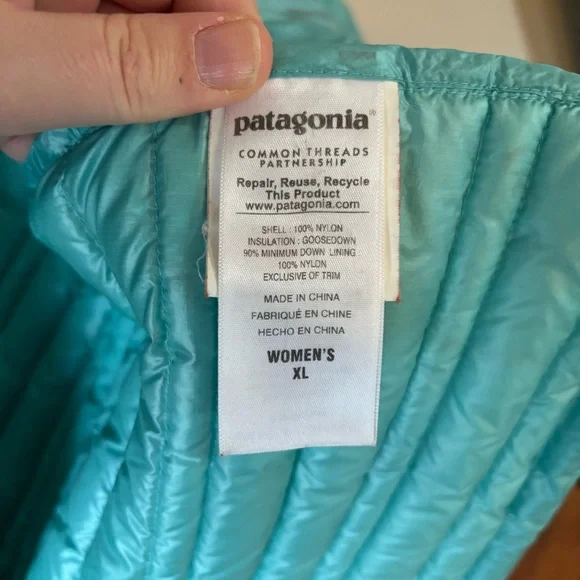 patagonia®
COMMON THREADS
PARTNERSHIP
Repair, Reuse, Recycle
This Product
www.patagonia.com
SHELL : 100% NYLON
INSULATION : GOOSEDOWN
90% MINIMUM DOWN LINING :
100% NYLON
EXCLUSIVE OF TRIM
MADE IN CHINA
FABRIQUÉ EN CHINE
HECHO EN CHINA
WOMEN'S
XL